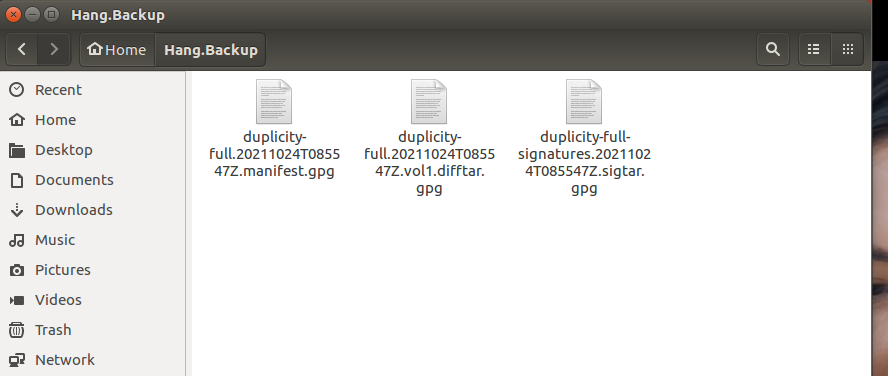 Hang.Backup
Home
Hang.Backup
Recent
Home
Desktop
Documents
Downloads
Music
Pictures
Videos
Trash
Network
duplicity-
full.20211024T0855
47Z.manifest.gpg
duplicity-
full.20211024T0855
47Z.vol1.difftar.
gpg
duplicity-full-
signatures.2021102
4T085547Z.sigtar.
gpg